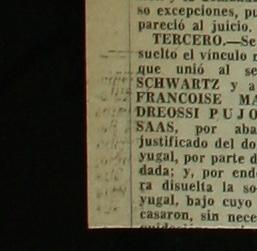 so excepciones, pu
pareció al juicio.
TERCERO.—Se
suelto el vínculo
que unió al se
SCHWARTZ y a
FRANCOISE MA
DREOSSI PUJO
SAAS, por aba
justificado del do
yugal, por parte d
dada; y, por ende
ra disuelta la so
yugal, bajo cuyo
casaron, sin nece